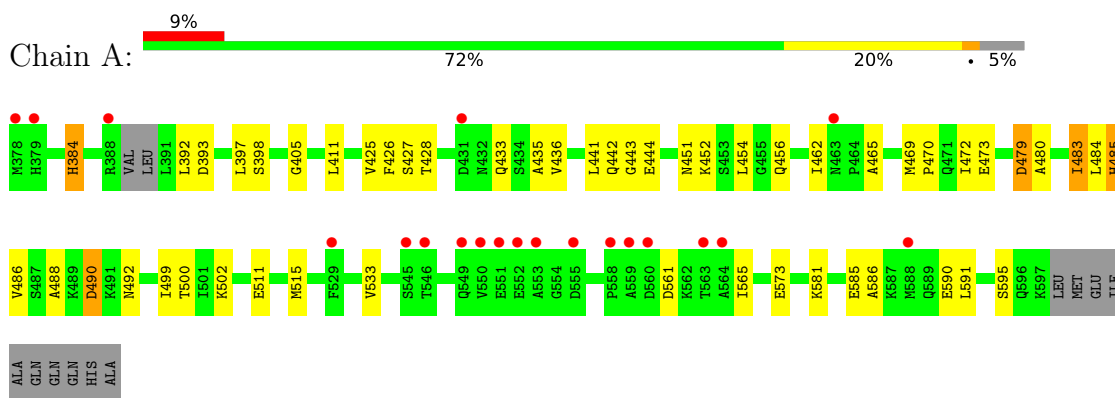 9%
Chain A:
72% 20% • 5%
M378 H379 H384 R388 VAL LEU L391 L392 D393 L397 S398 G405 L411 V425 F426 S427 T428 D431 N432 Q433 S434 A435 V436 L441 Q442 G443 E444 N451 K452 S453 L454 G455 Q456 I462 N463 P464 A465 M469 P470 Q471 I472 E473 D479 A480 I483 L484 H485
V486 S487 A488 K489 D490 K491 N492 I499 T500 I501 K502 E511 M515 F529 V533 S545 T546 Q549 V550 E551 E552 A553 G554 D555 P558 A559 D560 D561 K562 T563 A564 I565 E573 K581 E585 A586 K587 M588 Q589 E590 L591 S595 Q596 K597 LEU MET GLU ILE
ALA GLN GLN GLN HIS ALA